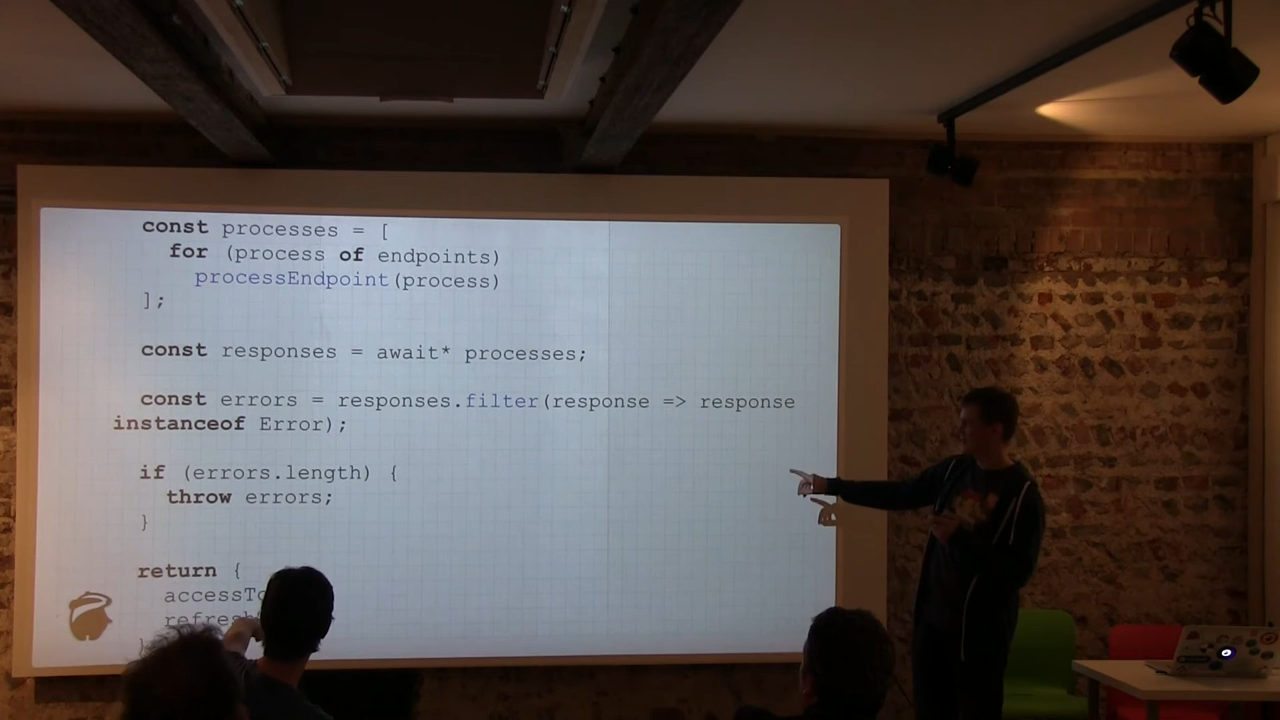 const processes = [
for (process of endpoints)
processEndpoint(process)
];
const responses = await* processes;
const errors = responses.filter(response => response
instanceof Error);
if (errors.length) {
throw errors;
}
return {